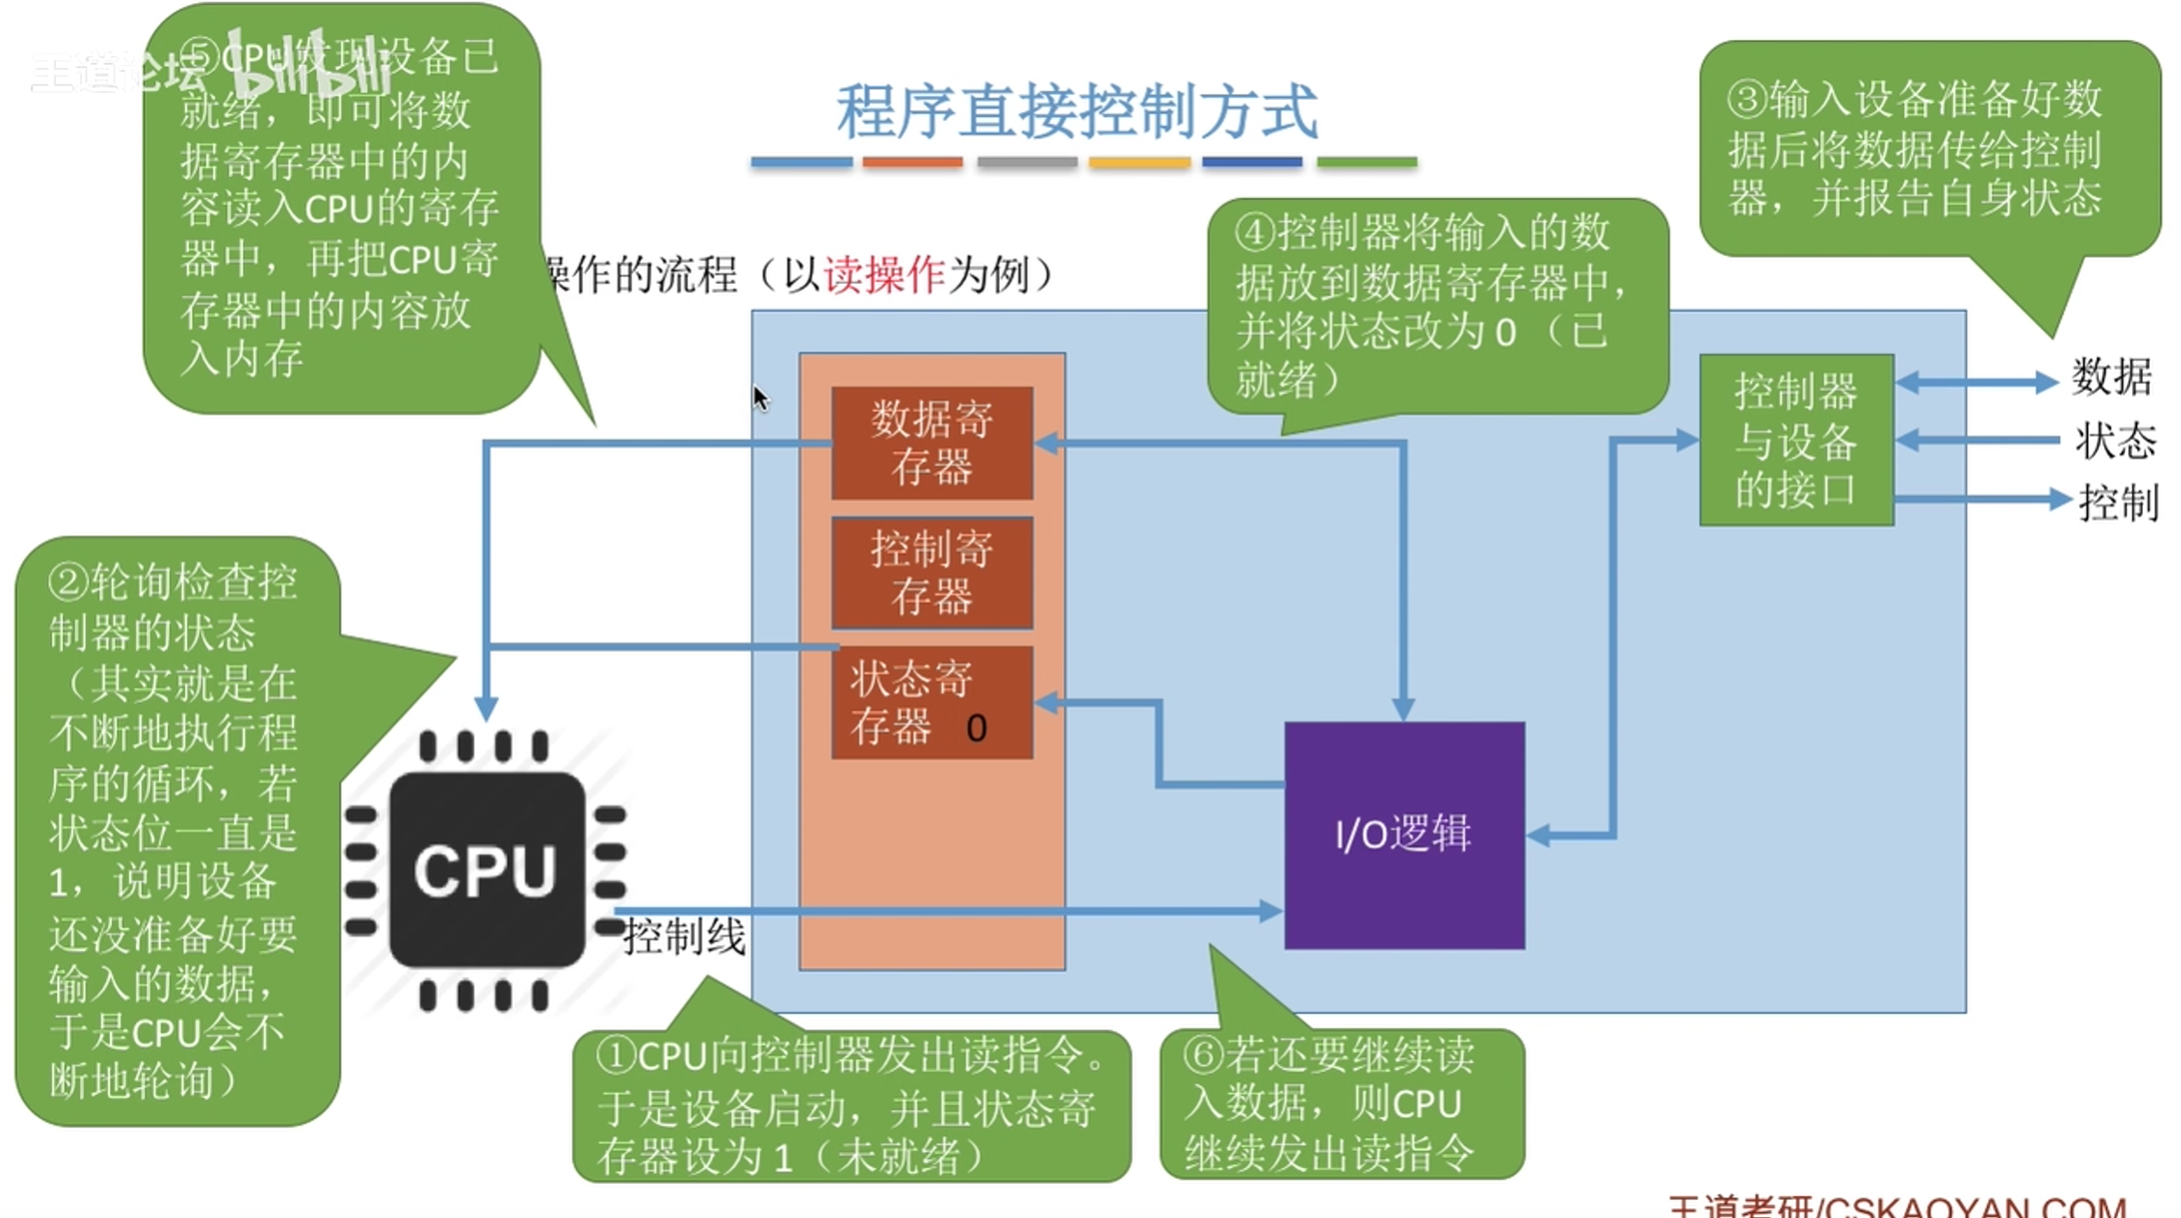 王道论坛 bilibili
⑤CPU发现设备已
就绪，即可将数
据寄存器中的内
容读入CPU的寄存
器中，再把CPU寄
存器中的内容放
入内存
程序直接控制方式
③输入设备准备好数
据后将数据传给控制
器，并报告自身状态
操作的流程（以读操作为例）
④控制器将输入的数
据放到数据寄存器中，
并将状态改为0（已
就绪）
数据寄
存器
控制寄
存器
状态寄
存器 0
控制器
与设备
的接口
数据
状态
控制
②轮询检查控
制器的状态
（其实就是在
不断地执行程
序的循环，若
状态位一直是
1，说明设备
还没准备好要
输入的数据，
于是CPU会不
断地轮询）
CPU
I/O逻辑
控制线
①CPU向控制器发出读指令。
于是设备启动，并且状态寄
存器设为1（未就绪）
⑥若还要继续读
入数据，则CPU
继续发出读指令
王道考研/CSKAOYAN.COM